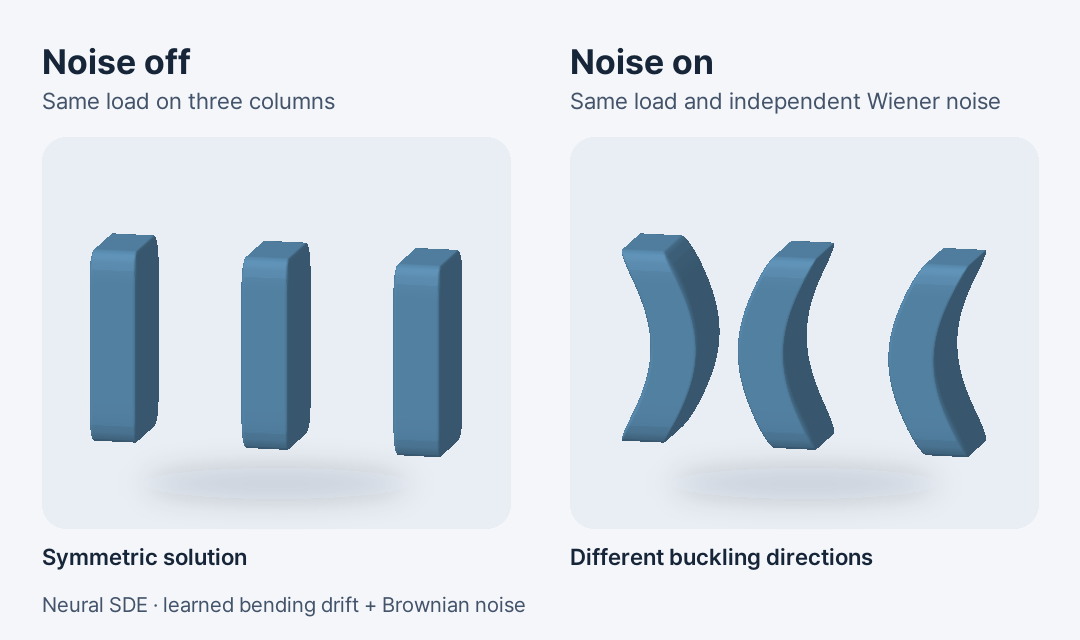 Noise off
Same load on three columns
Noise on
Same load and independent Wiener noise
Symmetric solution
Different buckling directions
Neural SDE · learned bending drift + Brownian noise